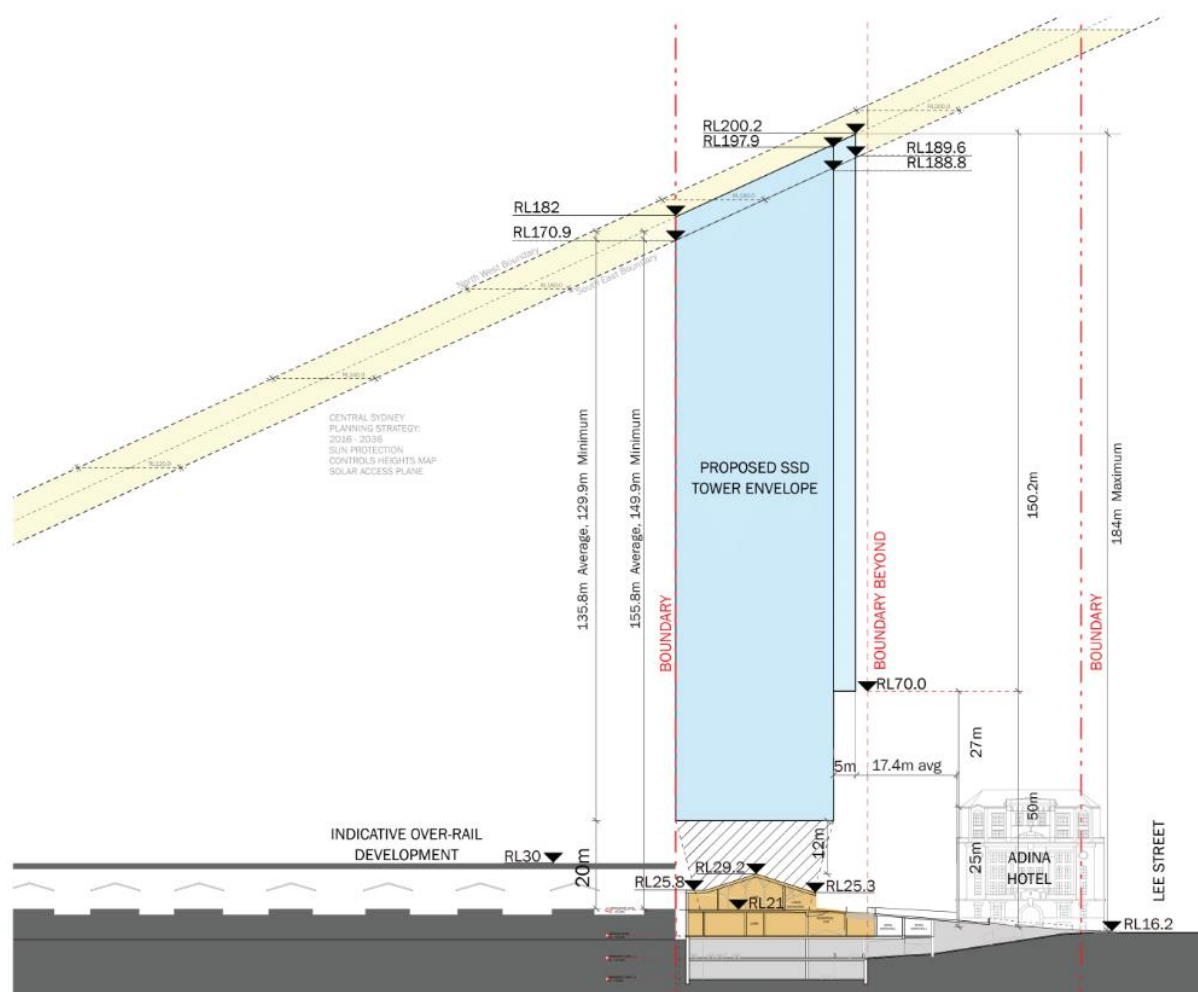 RL200.0
RL200.2
RL197.9
RL189.6
RL188.8
RL182
RL170.9
North West Boundary
South East Boundary
CENTRAL SYDNEY
PLANNING STRATEGY:
2016 - 2036
SUN PROTECTION
CONTROLS HEIGHTS MAP
SOLAR ACCESS PLANE
135.8m Average, 129.9m Minimum
155.8m Average, 149.9m Minimum
PROPOSED SSD
TOWER ENVELOPE
150.2m
184m Maximum
BOUNDARY
BOUNDARY BEYOND
BOUNDARY
RL70.0
27m
5m
17.4m avg
50m
25m
12m
20m
INDICATIVE OVER-RAIL
DEVELOPMENT
RL30
RL29.2
RL25.8
RL25.3
RL21
ADINA
HOTEL
LEE STREET
RL16.2